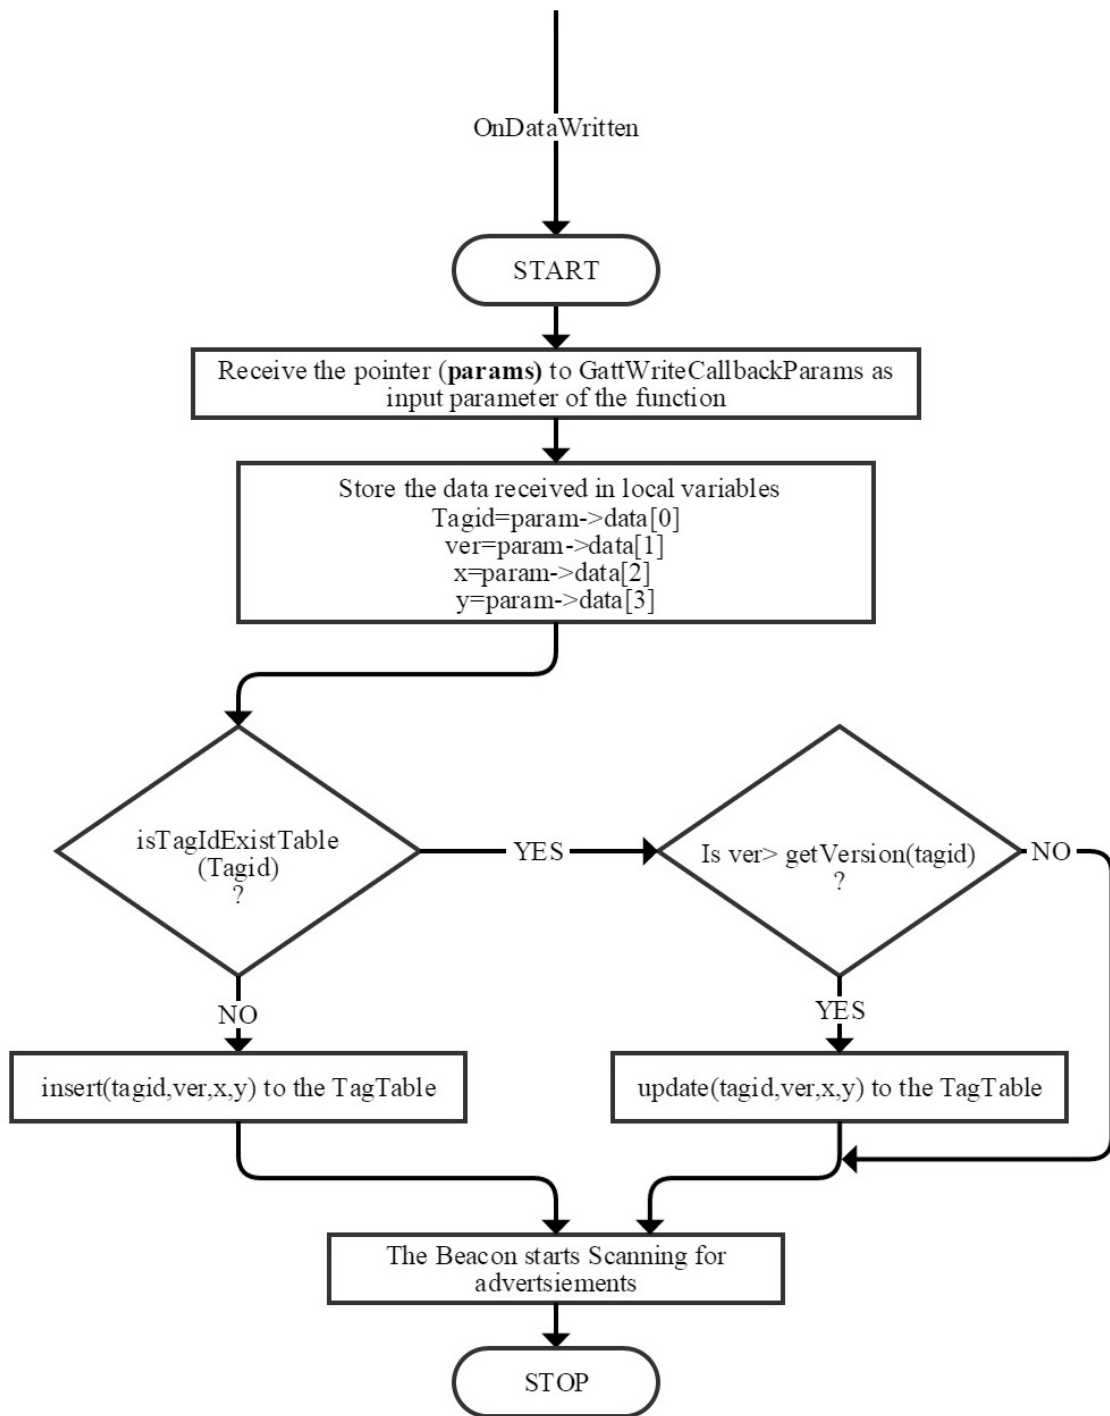 OnDataWritten
START
Receive the pointer (params) to GattWriteCallbackParams as
input parameter of the function
Store the data received in local variables
Tagid=param->data[0]
ver=param->data[1]
x=param->data[2]
y=param->data[3]
isTagIdExistTable
(Tagid)
?
YES
Is ver> getVersion(tagid)
?
NO
NO
YES
insert(tagid,ver,x,y) to the TagTable
update(tagid,ver,x,y) to the TagTable
The Beacon starts Scanning for
advertsiements
STOP